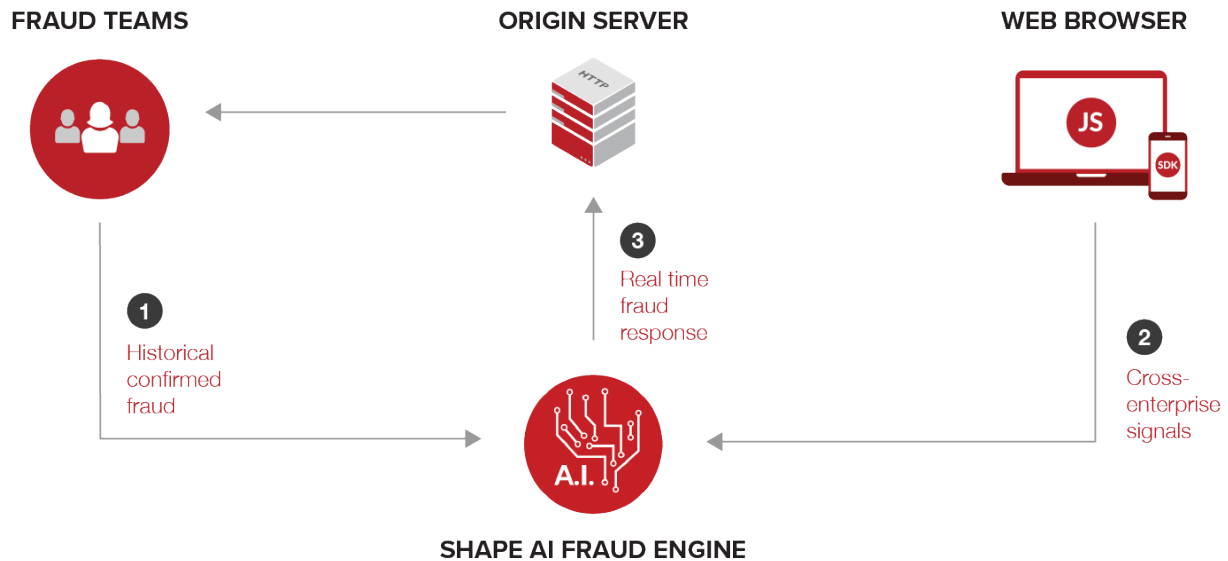 FRAUD TEAMS
ORIGIN SERVER
WEB BROWSER
HTTP
JS
SDK
1
Historical
confirmed
fraud
3
Real time
fraud
response
2
Cross-
enterprise
signals
A.I.
SHAPE AI FRAUD ENGINE